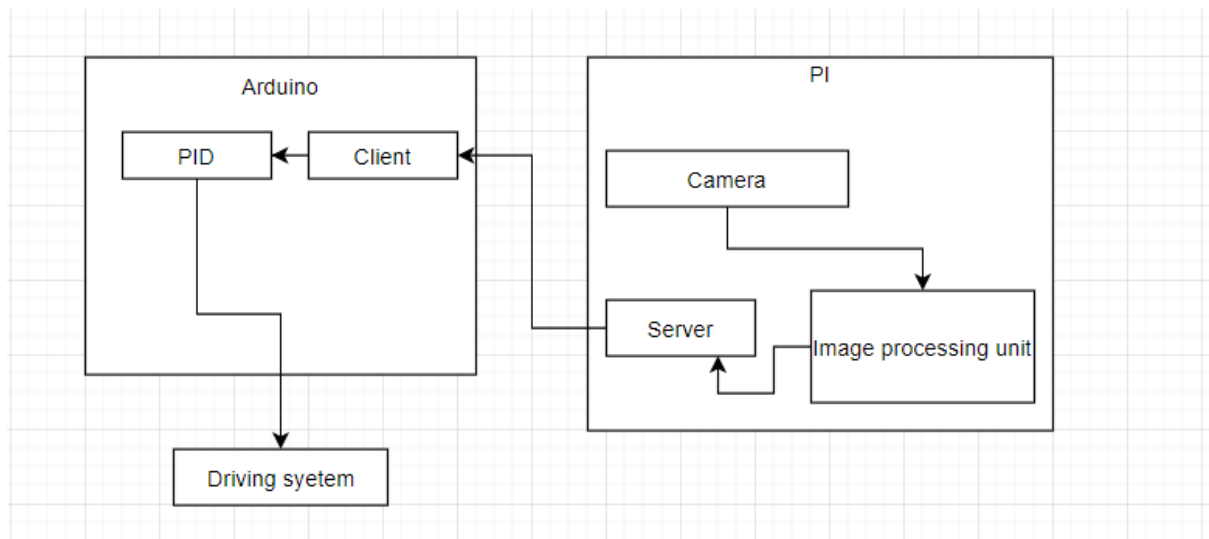 Arduino
PID
Client
Driving syetem
PI
Camera
Server
Image processing unit